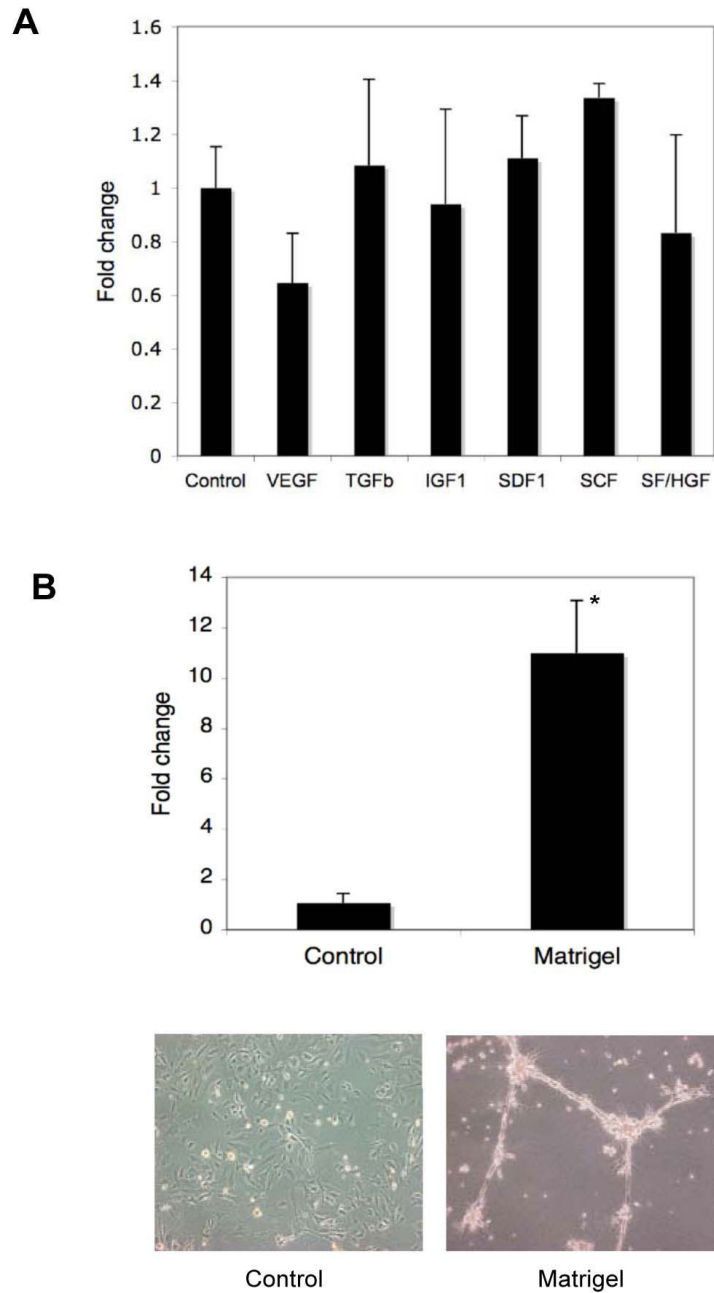 A
Fold change
1.6
1.4
1.2
1
0.8
0.6
0.4
0.2
0
Control VEGF TGFb IGF1 SDF1 SCF SF/HGF
B
Fold change
14
12
10
8
6
4
2
0
*
Control Matrigel
Control Matrigel